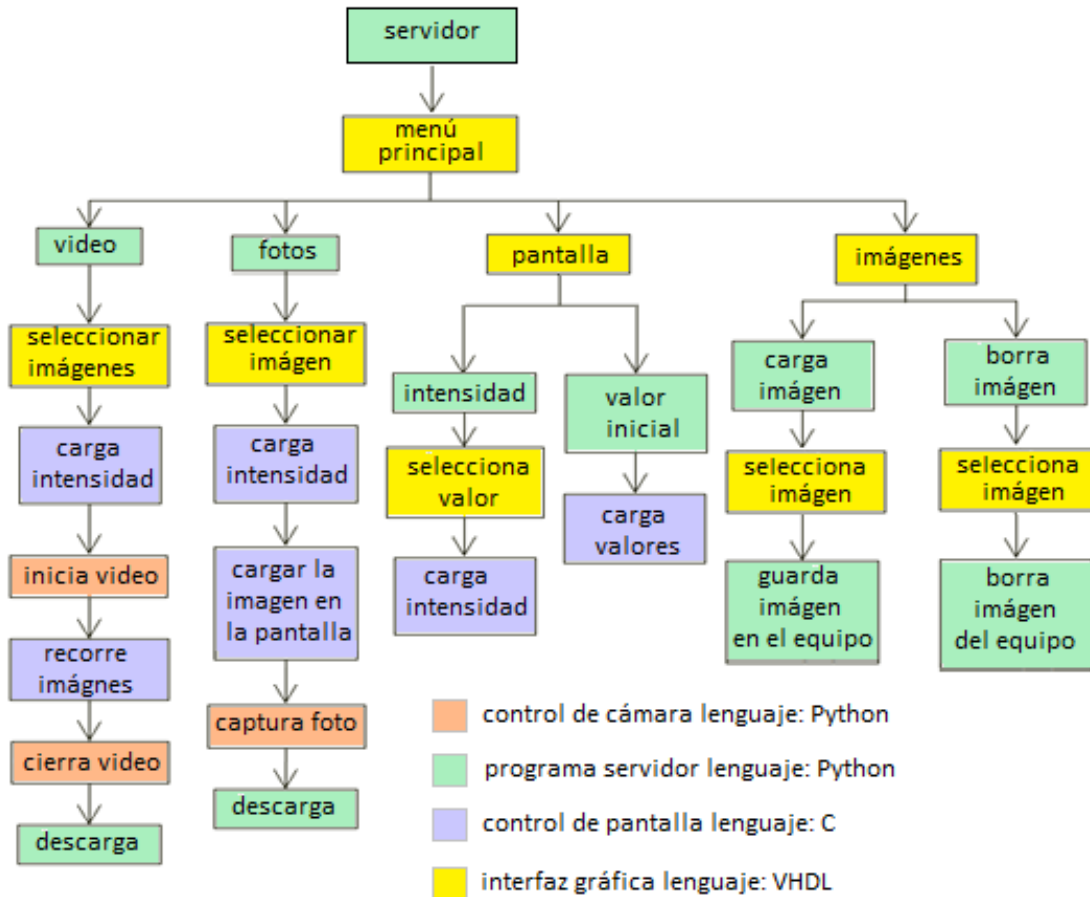 servidor
menú
principal
video
fotos
pantalla
imágenes
seleccionar
imágenes
carga
intensidad
inicia video
recorre
imágnes
cierra video
descarga
seleccionar
imágen
carga
intensidad
cargar la
imagen en
la pantalla
captura foto
descarga
intensidad
selecciona
valor
carga
intensidad
valor
inicial
carga
valores
carga
imágen
selecciona
imágen
guarda
imágen
en el equipo
borra
imágen
selecciona
imágen
borra
imágen
del equipo
control de cámara lenguaje: Python
programa servidor lenguaje: Python
control de pantalla lenguaje: C
interfaz gráfica lenguaje: VHDL